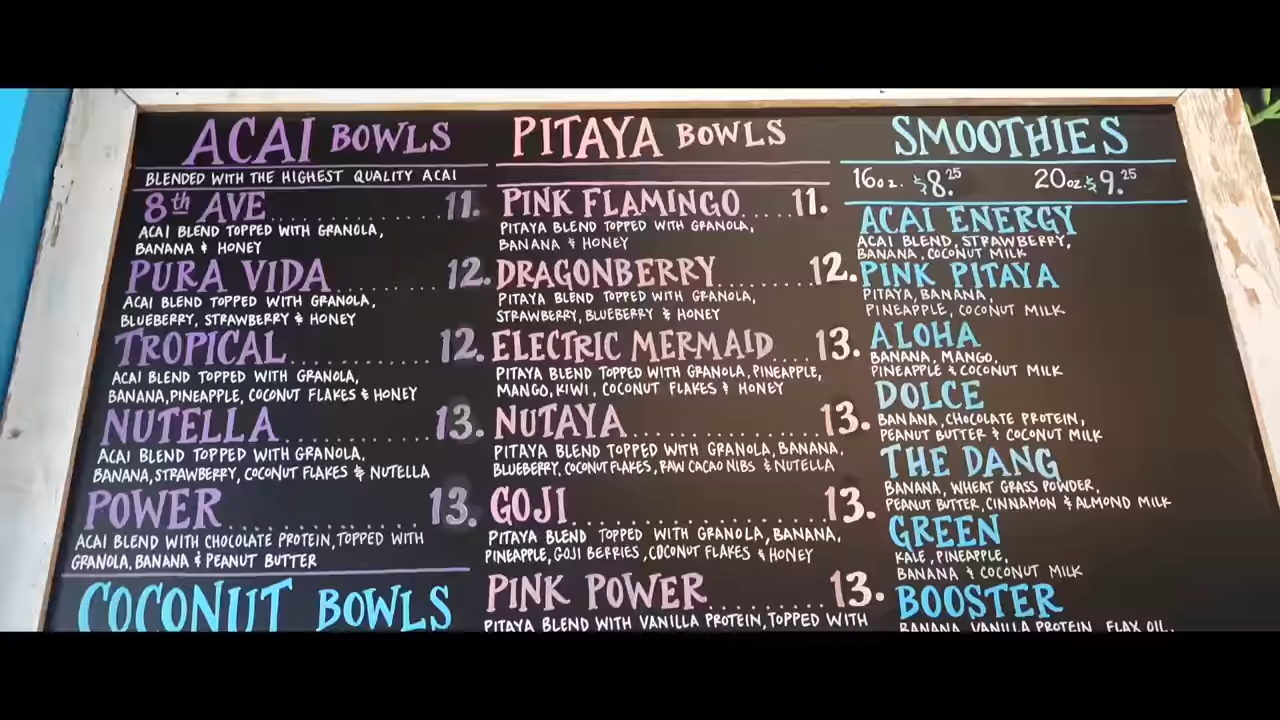 ACAI BOWLS
BLENDED WITH THE HIGHEST QUALITY ACAI
8th AVE 11.
ACAI BLEND TOPPED WITH GRANOLA,
BANANA & HONEY
PURA VIDA 12.
ACAI BLEND TOPPED WITH GRANOLA,
BLUEBERRY, STRAWBERRY & HONEY
TROPICAL 12.
ACAI BLEND TOPPED WITH GRANOLA,
BANANA, PINEAPPLE, COCONUT FLAKES & HONEY
NUTELLA 13.
ACAI BLEND TOPPED WITH GRANOLA,
BANANA, STRAWBERRY, COCONUT FLAKES & NUTELLA
POWER 13.
ACAI BLEND WITH CHOCOLATE PROTEIN, TOPPED WITH
GRANOLA, BANANA & PEANUT BUTTER
COCONUT BOWLS
PITAYA BOWLS
PINK FLAMINGO 11.
PITAYA BLEND TOPPED WITH GRANOLA,
BANANA & HONEY
DRAGONBERRY 12.
PITAYA BLEND TOPPED WITH GRANOLA,
STRAWBERRY, BLUEBERRY & HONEY
ELECTRIC MERMAID 13.
PITAYA BLEND TOPPED WITH GRANOLA, PINEAPPLE,
MANGO, KIWI, COCONUT FLAKES & HONEY
NUTAYA 13.
PITAYA BLEND TOPPED WITH GRANOLA, BANANA,
BLUEBERRY, COCONUT FLAKES, RAW CACAO NIBS & NUTELLA
GOJI 13.
PITAYA BLEND TOPPED WITH GRANOLA, BANANA,
PINEAPPLE, GOJI BERRIES, COCONUT FLAKES & HONEY
PINK POWER 13.
PITAYA BLEND WITH VANILLA PROTEIN, TOPPED WITH
SMOOTHIES
16oz. $8.25 20oz. $9.25
ACAI ENERGY
ACAI BLEND, STRAWBERRY,
BANANA, COCONUT MILK
PINK PITAYA
PITAYA, BANANA,
PINEAPPLE, COCONUT MILK
ALOHA
BANANA, MANGO,
PINEAPPLE & COCONUT MILK
DOLCE
BANANA, CHOCOLATE PROTEIN,
PEANUT BUTTER & COCONUT MILK
THE DANG
BANANA, WHEAT GRASS POWDER,
PEANUT BUTTER, CINNAMON & ALMOND MILK
GREEN
KALE, PINEAPPLE,
BANANA & COCONUT MILK
BOOSTER
BANANA, VANILLA PROTEIN, FLAX OIL,